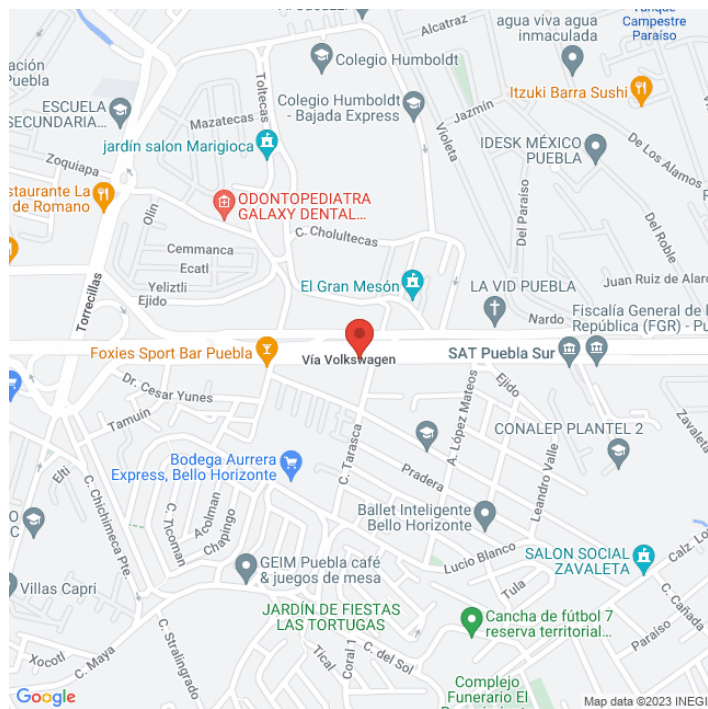 Alcatraz
agua viva agua
inmaculada
Campestre
Paraíso
Colegio Humboldt
Toltecas
Itzuki Barra Sushi
ación
Puebla
ESCUELA
SECUNDARIA...
Colegio Humboldt
- Bajada Express
Mazatecas
Jazmin
Violeta
IDESK MÉXICO
PUEBLA
De Los Alamos
jardín salon Marigioca
Zoquiapa
staurante La
de Romano
ODONTOPEDIATRA
GALAXY DENTAL...
Olin
Del Paraíso
Del Roble
C. Cholultecas
Cemmanca
Ecatl
Yeliztli
Ejido
Torrecillas
El Gran Mesón
LA VID PUEBLA
Juan Ruiz de Alarc
Nardo
Fiscalía General de l
República (FGR) - Pu
Foxies Sport Bar Puebla
Vía Volkswagen
SAT Puebla Sur
Dr. Cesar Yunes
Ejido
Tamuin
A. López Mateos
CONALEP PLANTEL 2
Zavaleta
Bodega Aurrera
Express, Bello Horizonte
C. Tarasca
Pradera
Leandro Valle
Elti
C. Chichimeca Pte.
C. Ticoman
Acolman
Chapingo
Ballet Inteligente
Bello Horizonte
O
C
GEIM Puebla café
& juegos de mesa
Lucio Blanco
SALON SOCIAL
ZAVALETA
Calz. Lo
Villas Capri
Tula
JARDÍN DE FIESTAS
LAS TORTUGAS
Cancha de fútbol 7
reserva territorial...
C. Cañada
Paraiso
C. Stralingrado
Xocotl
C. Maya
Tical
Coral 1
C. del Sol
Complejo
Funerario El
Google
Map data ©2023 INEGI